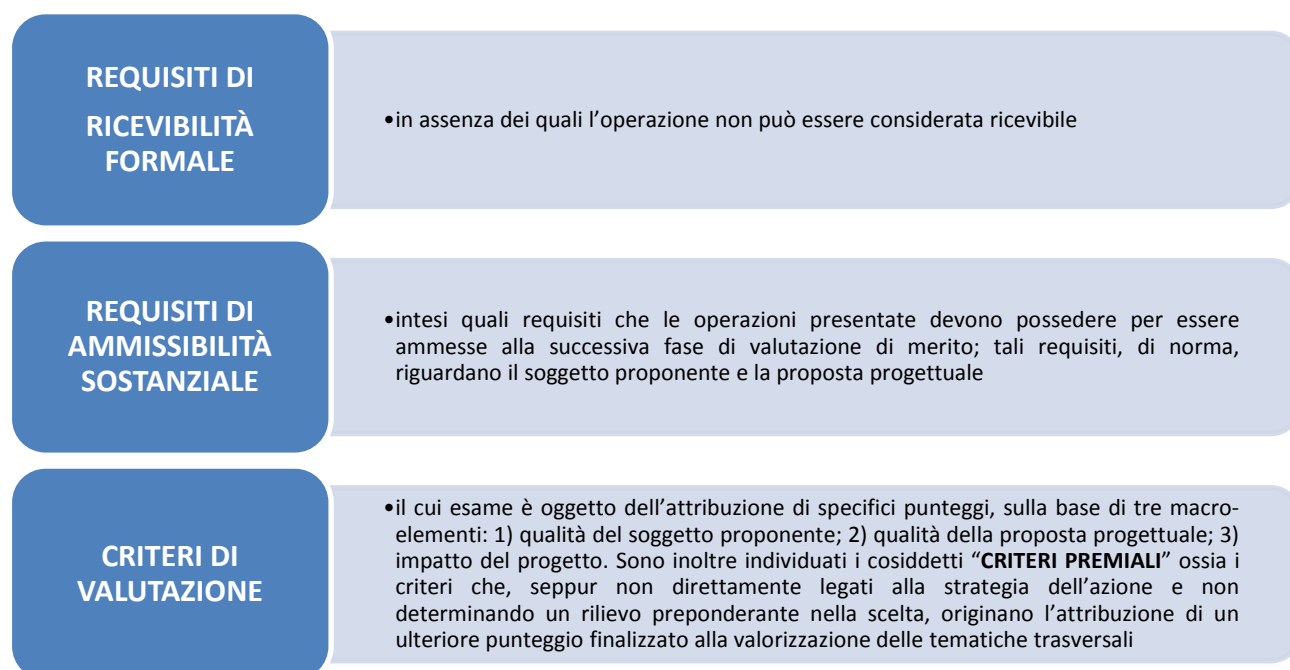 REQUISITI DI
RICEVIBILITÀ
FORMALE
•in assenza dei quali l’operazione non può essere considerata ricevibile
REQUISITI DI
AMMISSIBILITÀ
SOSTANZIALE
•intesi quali requisiti che le operazioni presentate devono possedere per essere
ammesse alla successiva fase di valutazione di merito; tali requisiti, di norma,
riguardano il soggetto proponente e la proposta progettuale
CRITERI DI
VALUTAZIONE
•il cui esame è oggetto dell’attribuzione di specifici punteggi, sulla base di tre macro-
elementi: 1) qualità del soggetto proponente; 2) qualità della proposta progettuale; 3)
impatto del progetto. Sono inoltre individuati i cosiddetti “CRITERI PREMIALI” ossia i
criteri che, seppur non direttamente legati alla strategia dell’azione e non
determinando un rilievo preponderante nella scelta, originano l’attribuzione di un
ulteriore punteggio finalizzato alla valorizzazione delle tematiche trasversali